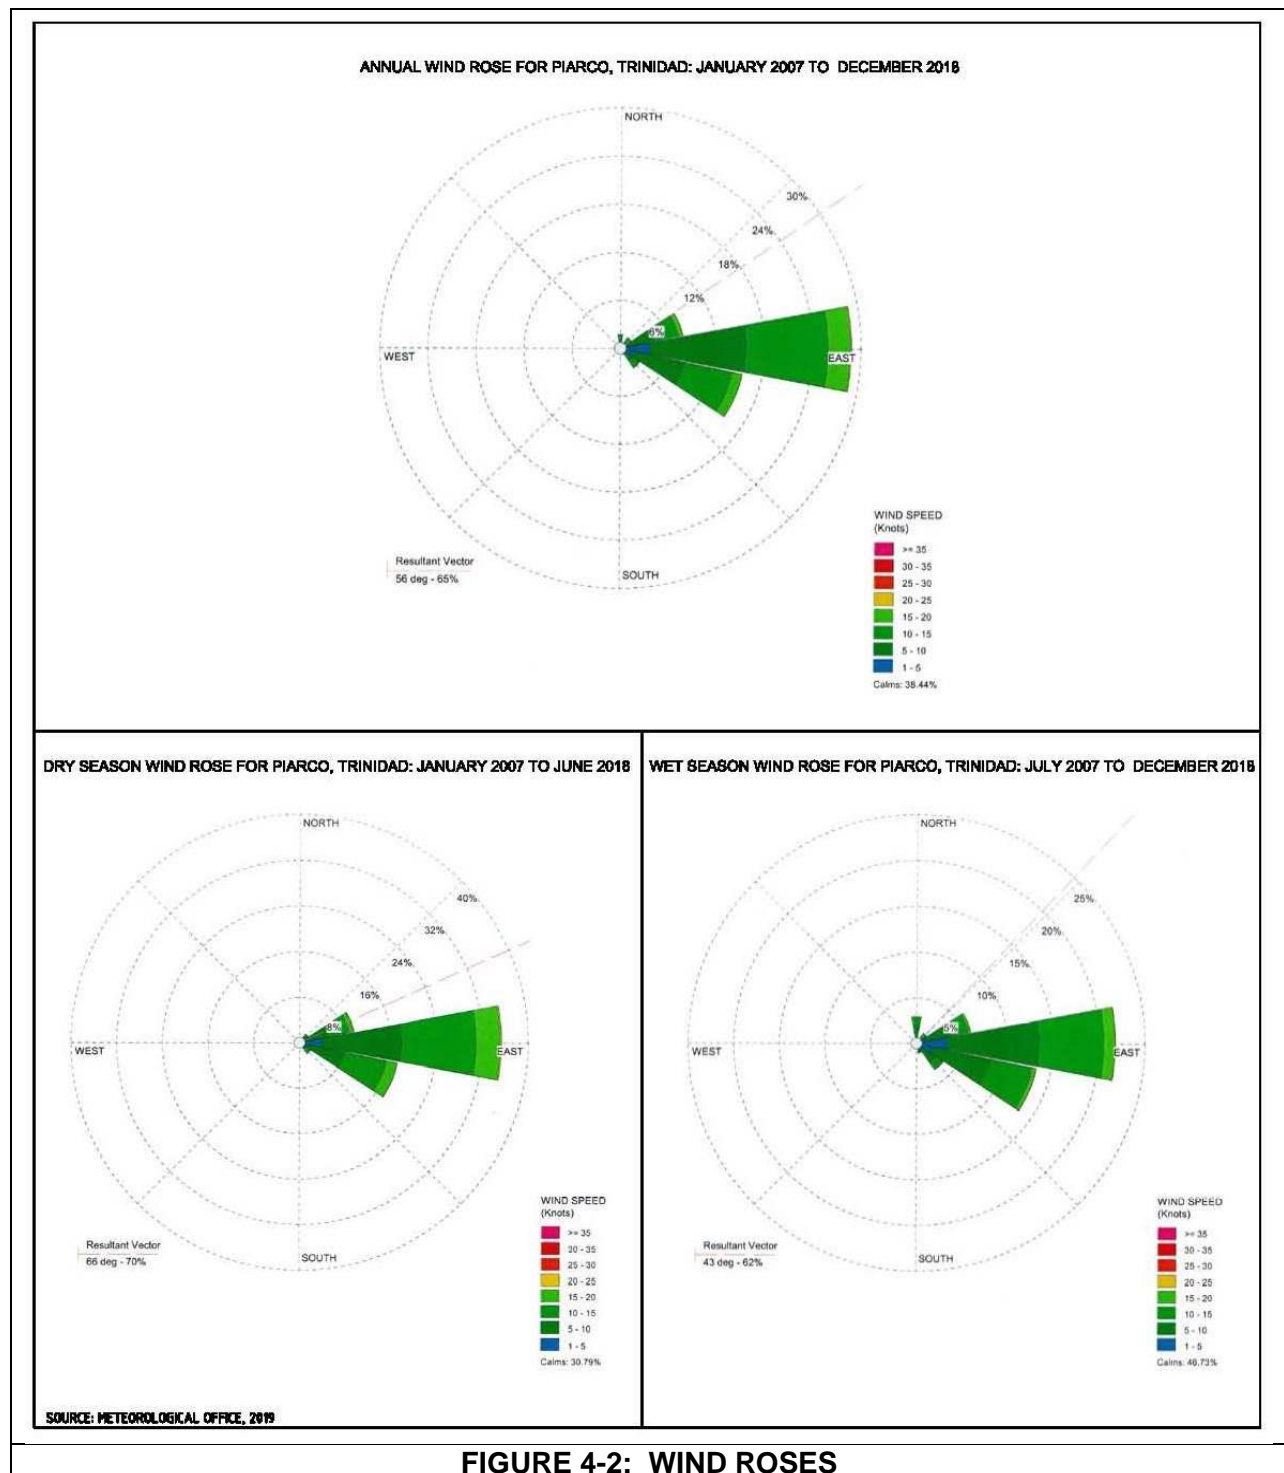 ANNUAL WIND ROSE FOR PIARCO, TRINIDAD: JANUARY 2007 TO DECEMBER 2018
NORTH
30%
24%
18%
12%
6%
WEST
EAST
SOUTH
Resultant Vector
56 deg - 65%
WIND SPEED
(Knots)
>= 35
30 - 35
25 - 30
20 - 25
15 - 20
10 - 15
5 - 10
1 - 5
Calms: 38.44%
DRY SEASON WIND ROSE FOR PIARCO, TRINIDAD: JANUARY 2007 TO JUNE 2018
NORTH
40%
32%
24%
16%
8%
WEST
EAST
SOUTH
Resultant Vector
66 deg - 70%
WIND SPEED
(Knots)
>= 35
30 - 35
25 - 30
20 - 25
15 - 20
10 - 15
5 - 10
1 - 5
Calms: 30.79%
SOURCE: METEOROLOGICAL OFFICE, 2019
WET SEASON WIND ROSE FOR PIARCO, TRINIDAD: JULY 2007 TO DECEMBER 2018
NORTH
25%
20%
15%
10%
5%
WEST
EAST
SOUTH
Resultant Vector
43 deg - 62%
WIND SPEED
(Knots)
>= 35
30 - 35
25 - 30
20 - 25
15 - 20
10 - 15
5 - 10
1 - 5
Calms: 46.73%
FIGURE 4-2: WIND ROSES